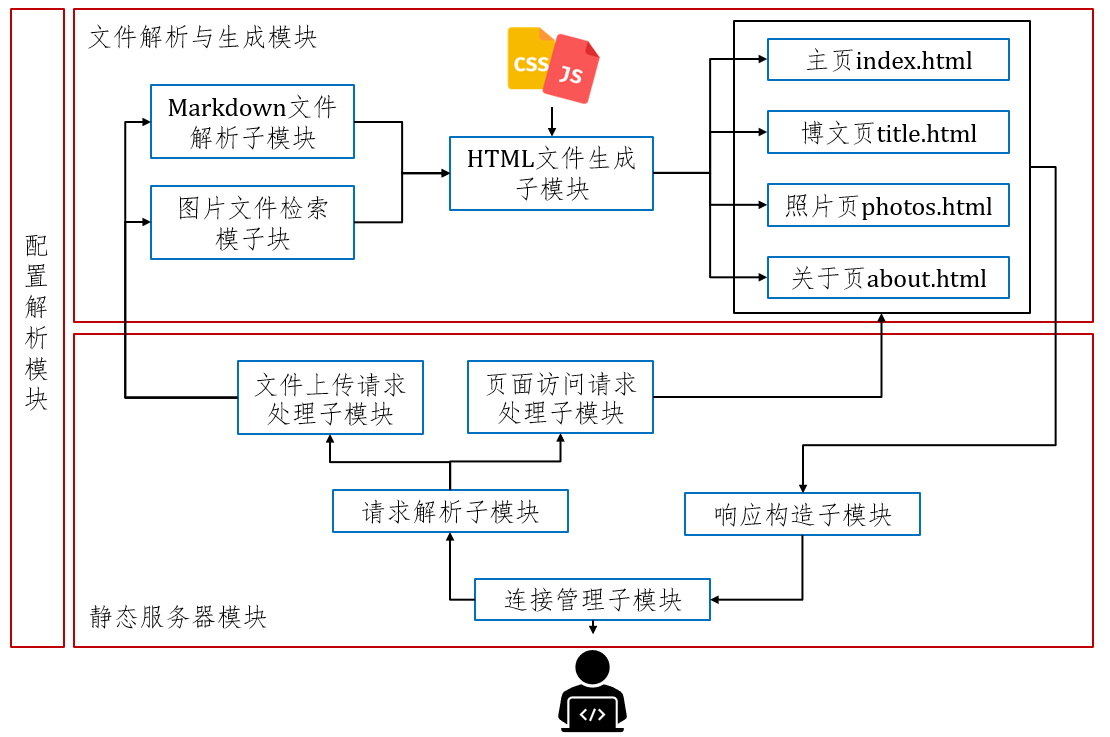 文件解析与生成模块
CSS
JS
主页index.html
Markdown文件
解析子模块
博文页title.html
HTML文件生成
子模块
图片文件检索
模子块
照片页photos.html
关于页about.html
配
置
解
析
模
块
文件上传请求
处理子模块
页面访问请求
处理子模块
请求解析子模块
响应构造子模块
连接管理子模块
静态服务器模块
</>